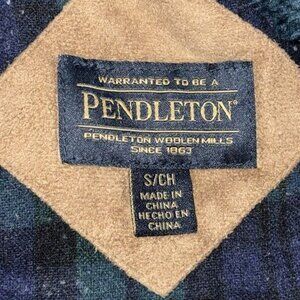 WARRANTED TO BE A
PENDLETON®
PENDLETON WOOLEN MILLS
SINCE 1863
S/CH
MADE IN
CHINA
HECHO EN
CHINA